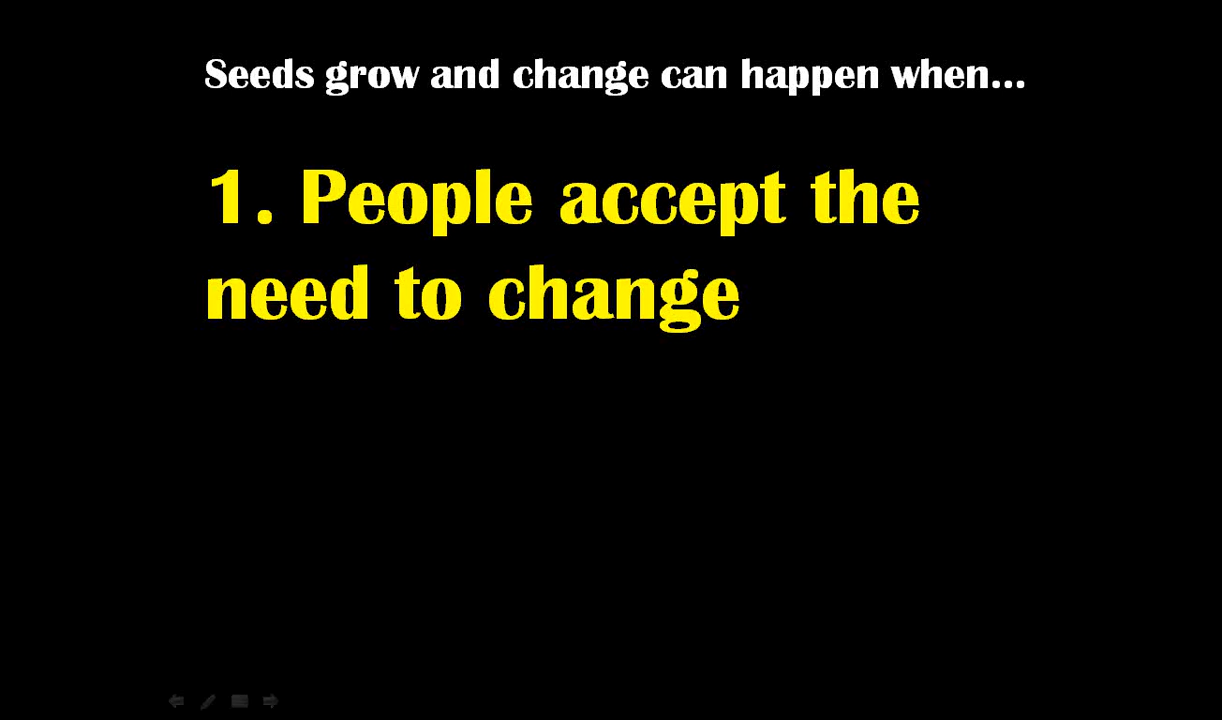 Seeds grow and change can happen when...
1. People accept the
need to change